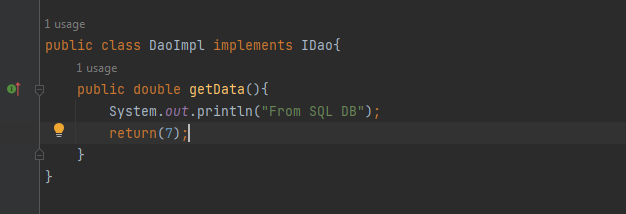 1 usage
public class DaoImpl implements IDao{
1 usage
public double getData(){
System.out.println("From SQL DB");
return(7);
}
}